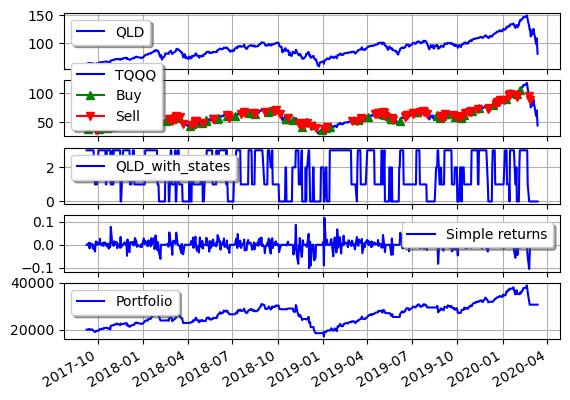 150
QLD
100
TQQQ
100
Buy
50
Sell
2
QLD_with_states
0
0.1
Simple returns
0.0
−0.1
40000
Portfolio
20000
2017-10 2018-01 2018-04 2018-07 2018-10 2019-01 2019-04 2019-07 2019-10 2020-01 2020-04